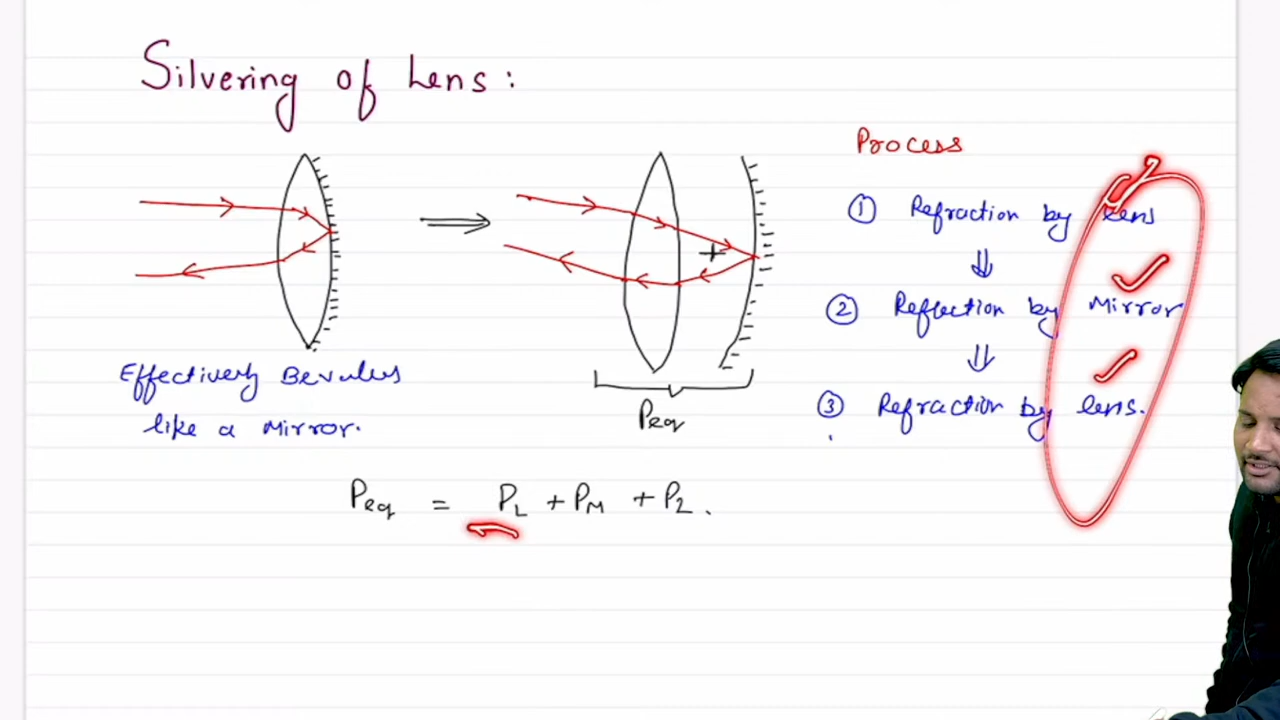 Silvering of Lens:
Process
① Refraction by lens
⇓
② Reflection by Mirror
⇓
③ Refraction by lens.
⇒
+
Effectively Bevules
like a Mirror.
Peq
Peq = PL + PM + P2.